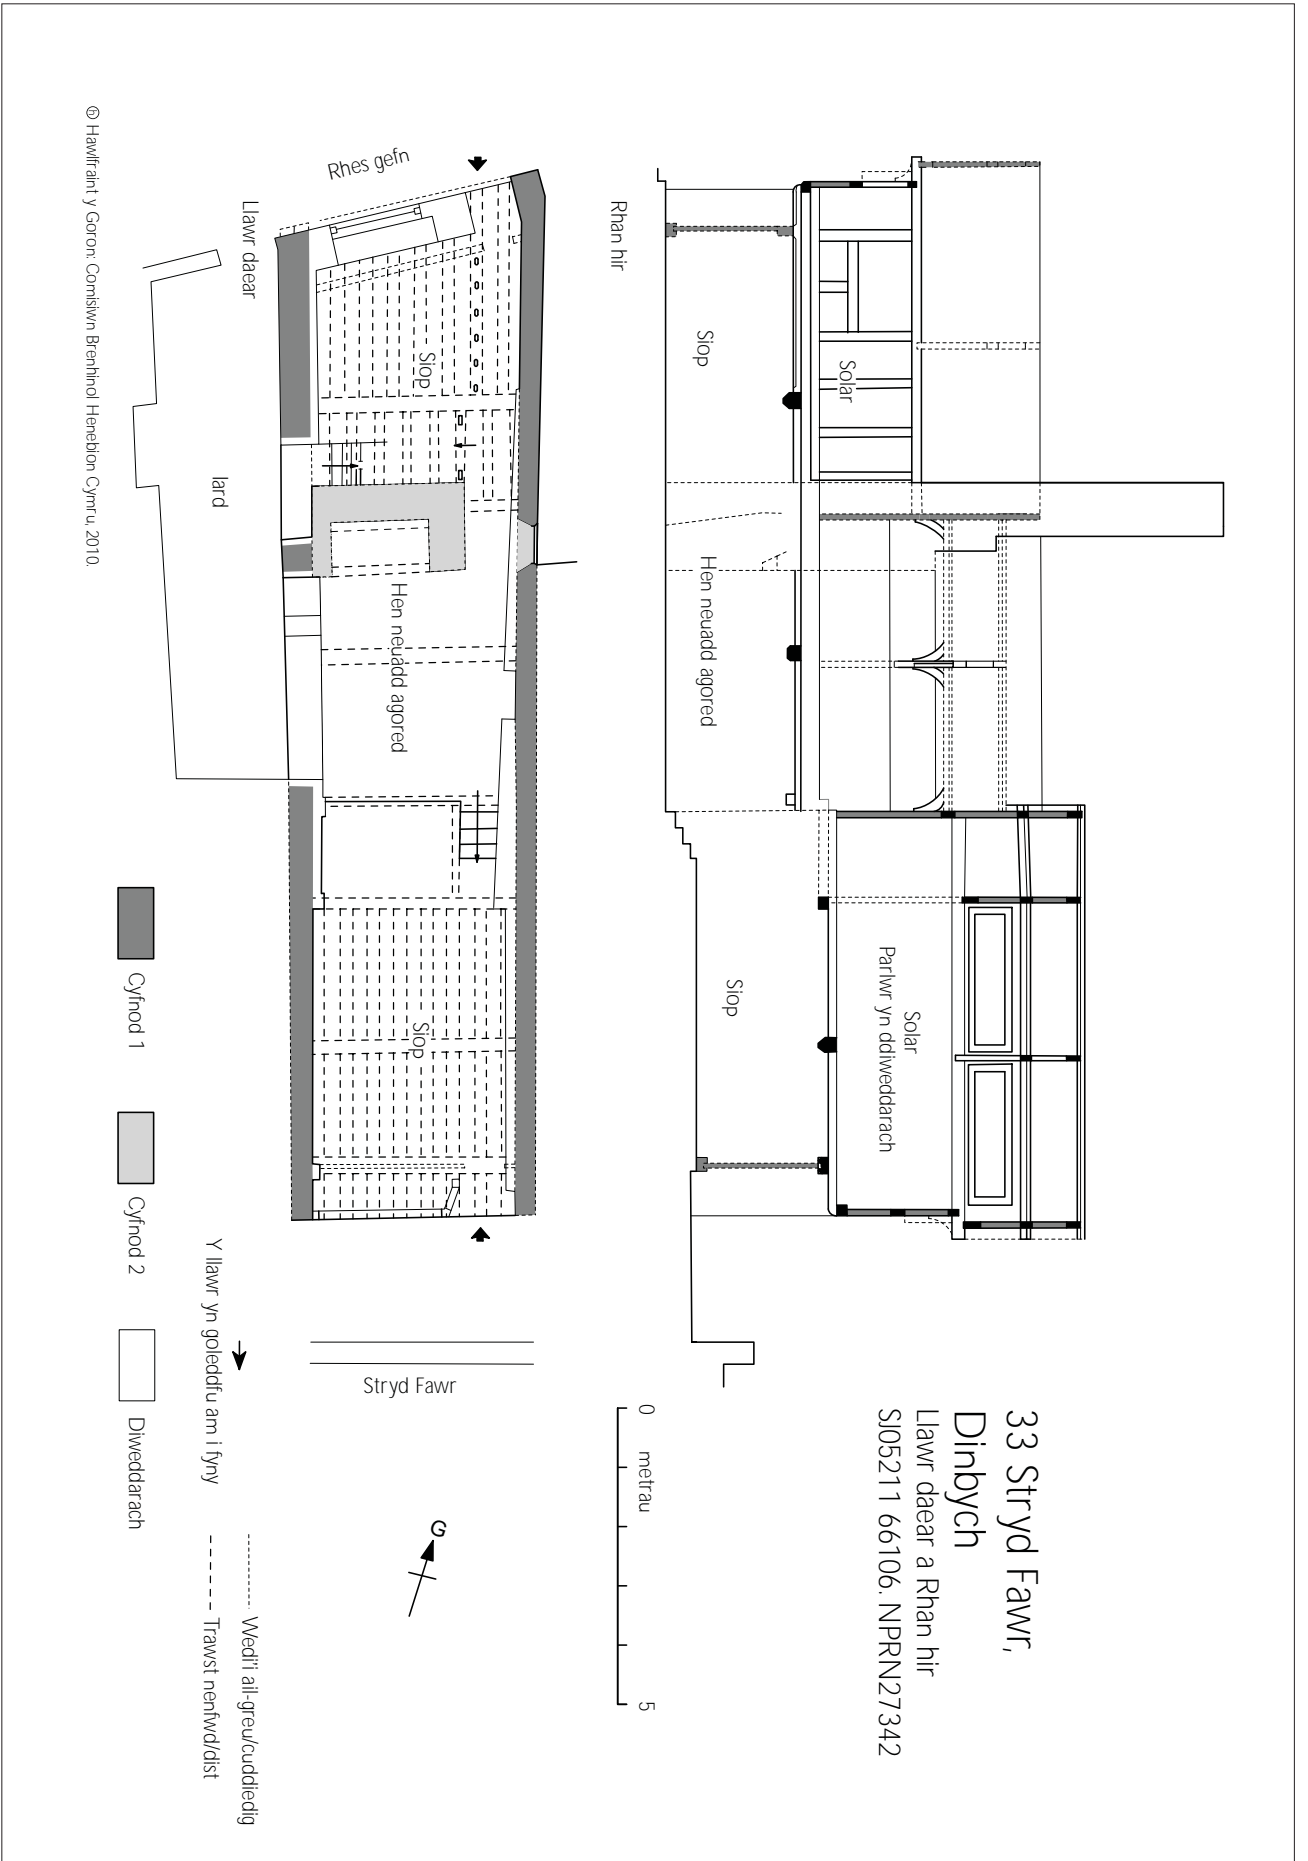 33 Stryd Fawr,
Dinbych
Llawr daear a Rhan hir
SJ05211 66106. NPRN27342
Rhan hir
Solar
Siop
Hen neuadd agored
Solar
Parlwr yn ddiweddarach
Siop
0 metrau 5
Rhes gefn
Llawr daear
Siop
Hen neuadd agored
Siop
Iard
Stryd Fawr
G
Cyfnod 1
Cyfnod 2
Diweddarach
Y llawr yn goleddfu am i fyny
Wedi'i ail-greu/cuddiedig
Trawst nenfwd/dist
© Hawlfraint y Goron: Comisiwn Brenhinol Henebion Cymru, 2010.